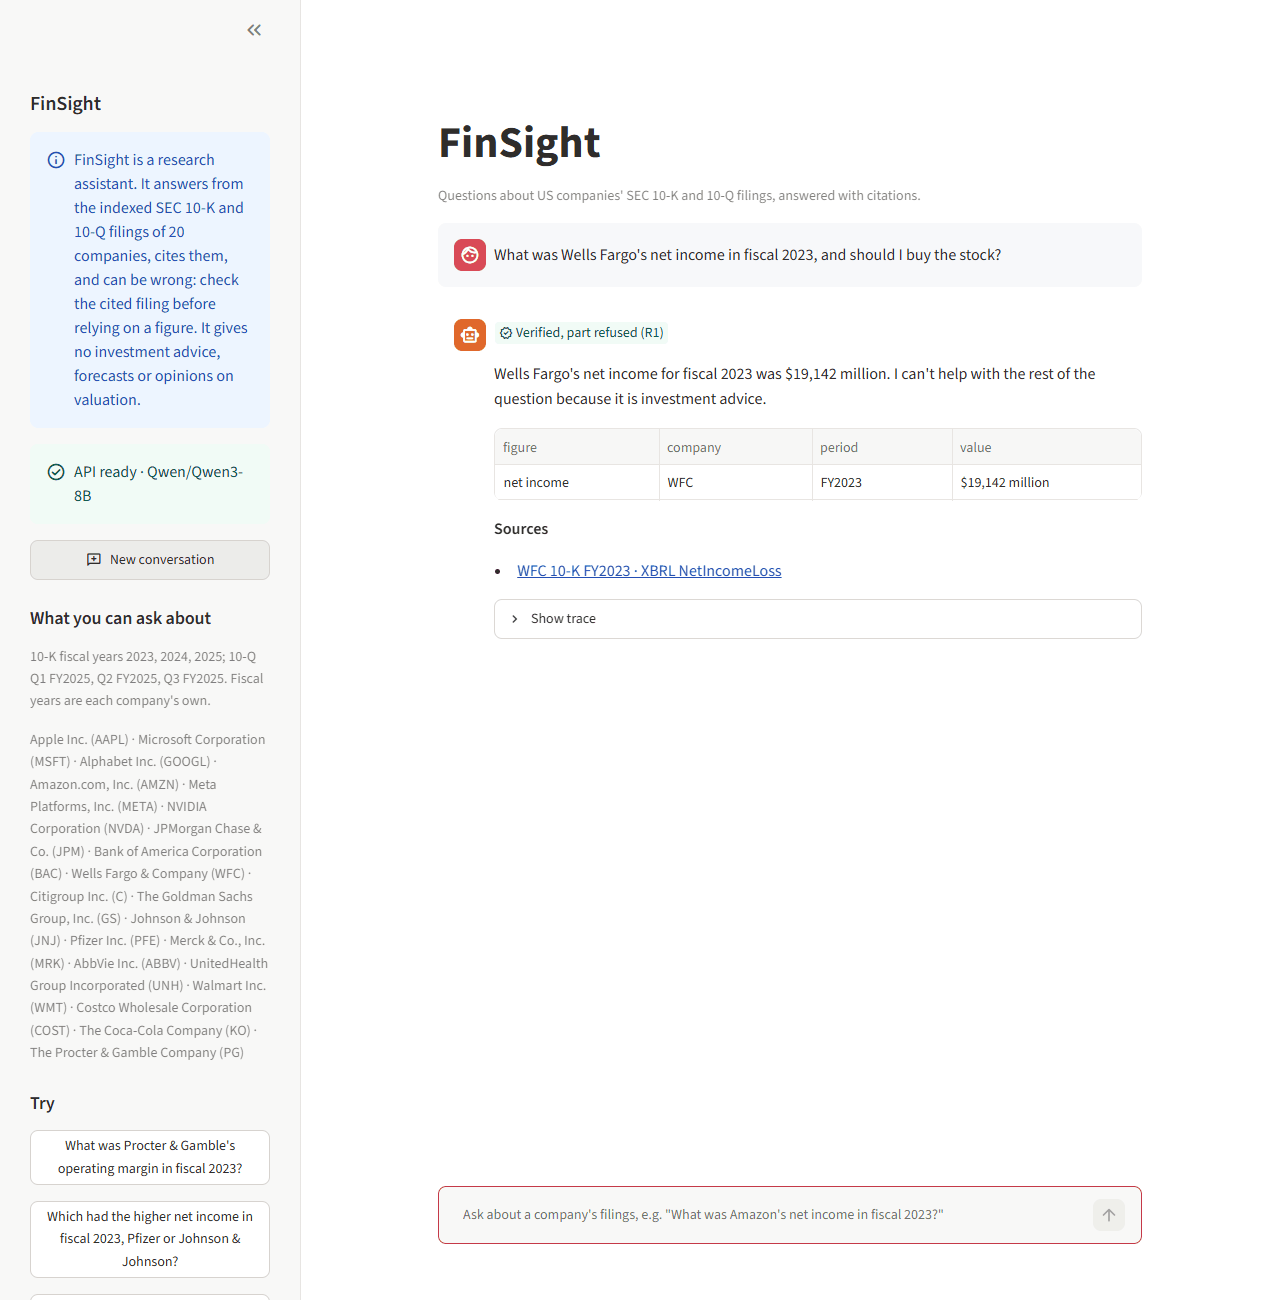 FinSight
FinSight is a research
assistant. It answers from
the indexed SEC 10-K and
10-Q filings of 20
companies, cites them,
and can be wrong: check
the cited filing before
relying on a figure. It gives
no investment advice,
forecasts or opinions on
valuation.
API ready · Qwen/Qwen3-
8B
New conversation
What you can ask about
10-K fiscal years 2023, 2024, 2025; 10-Q
Q1 FY2025, Q2 FY2025, Q3 FY2025. Fiscal
years are each company's own.
Apple Inc. (AAPL) · Microsoft Corporation
(MSFT) · Alphabet Inc. (GOOGL) ·
Amazon.com, Inc. (AMZN) · Meta
Platforms, Inc. (META) · NVIDIA
Corporation (NVDA) · JPMorgan Chase &
Co. (JPM) · Bank of America Corporation
(BAC) · Wells Fargo & Company (WFC) ·
Citigroup Inc. (C) · The Goldman Sachs
Group, Inc. (GS) · Johnson & Johnson
(JNJ) · Pfizer Inc. (PFE) · Merck & Co., Inc.
(MRK) · AbbVie Inc. (ABBV) · UnitedHealth
Group Incorporated (UNH) · Walmart Inc.
(WMT) · Costco Wholesale Corporation
(COST) · The Coca-Cola Company (KO) ·
The Procter & Gamble Company (PG)
Try
What was Procter & Gamble's
operating margin in fiscal 2023?
Which had the higher net income in
fiscal 2023, Pfizer or Johnson &
Johnson?
FinSight
Questions about US companies' SEC 10-K and 10-Q filings, answered with citations.
What was Wells Fargo's net income in fiscal 2023, and should I buy the stock?
Verified, part refused (R1)
Wells Fargo's net income for fiscal 2023 was $19,142 million. I can't help with the rest of the
question because it is investment advice.
figure company period value
net income WFC FY2023 $19,142 million
Sources
• WFC 10-K FY2023 · XBRL NetIncomeLoss
Show trace
Ask about a company's filings, e.g. "What was Amazon's net income in fiscal 2023?"